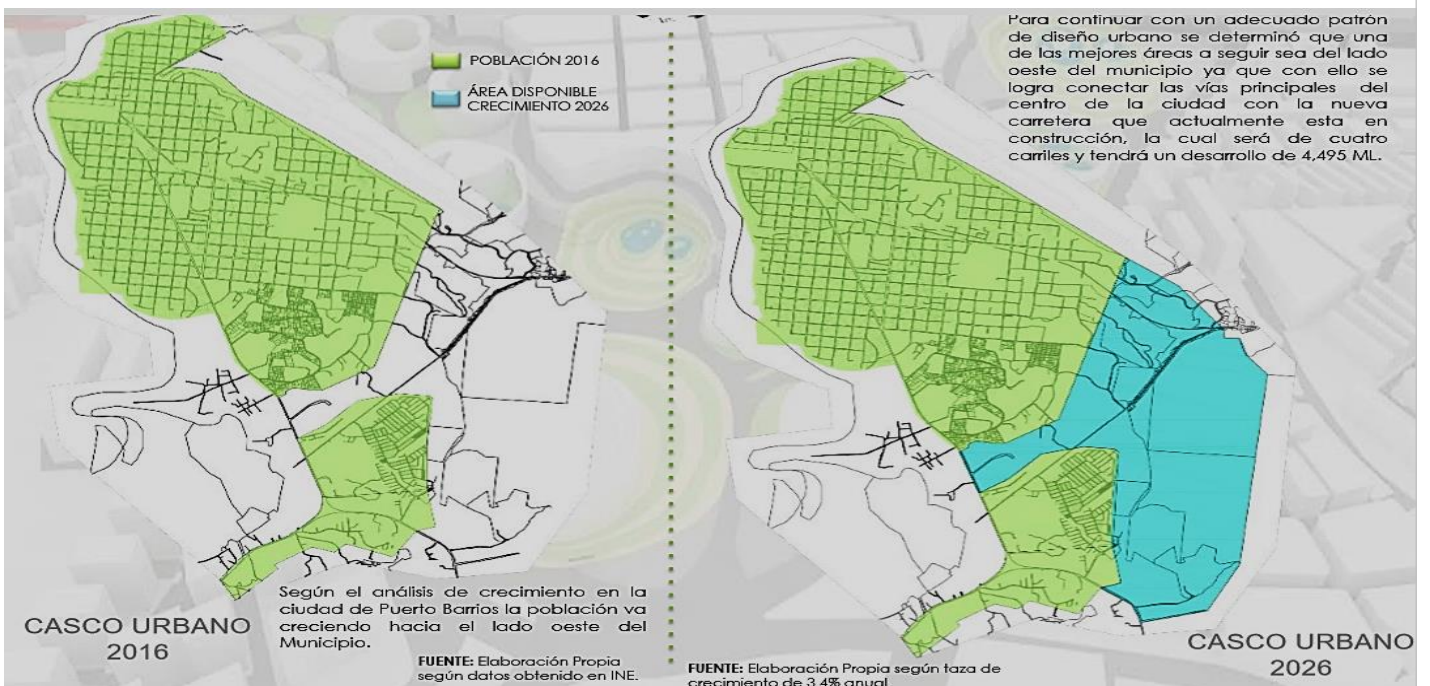 POBLACIÓN 2016
ÁREA DISPONIBLE
CRECIMIENTO 2026
Según el análisis de crecimiento en la
ciudad de Puerto Barrios la población va
creciendo hacia el lado oeste del
Municipio.
CASCO URBANO
2016
FUENTE: Elaboración Propia
según datos obtenido en INE.
Para continuar con un adecuado patrón
de diseño urbano se determinó que una
de las mejores áreas a seguir sea del lado
oeste del municipio ya que con ello se
logra conectar las vías principales del
centro de la ciudad con la nueva
carretera que actualmente esta en
construcción, la cual será de cuatro
carriles y tendrá un desarrollo de 4,495 ML.
CASCO URBANO
2026
FUENTE: Elaboración Propia según taza de
crecimiento de 3.4% anual